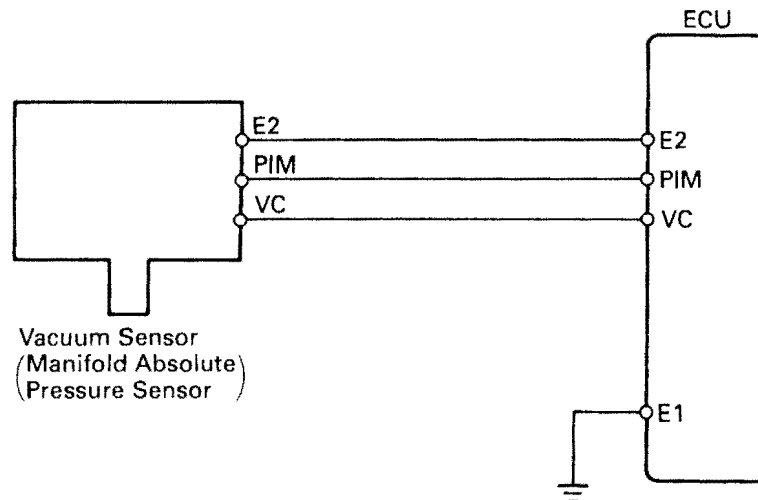 ECU
E2
E2
PIM
PIM
VC
VC
Vacuum Sensor
(Manifold Absolute)
(Pressure Sensor)
E1